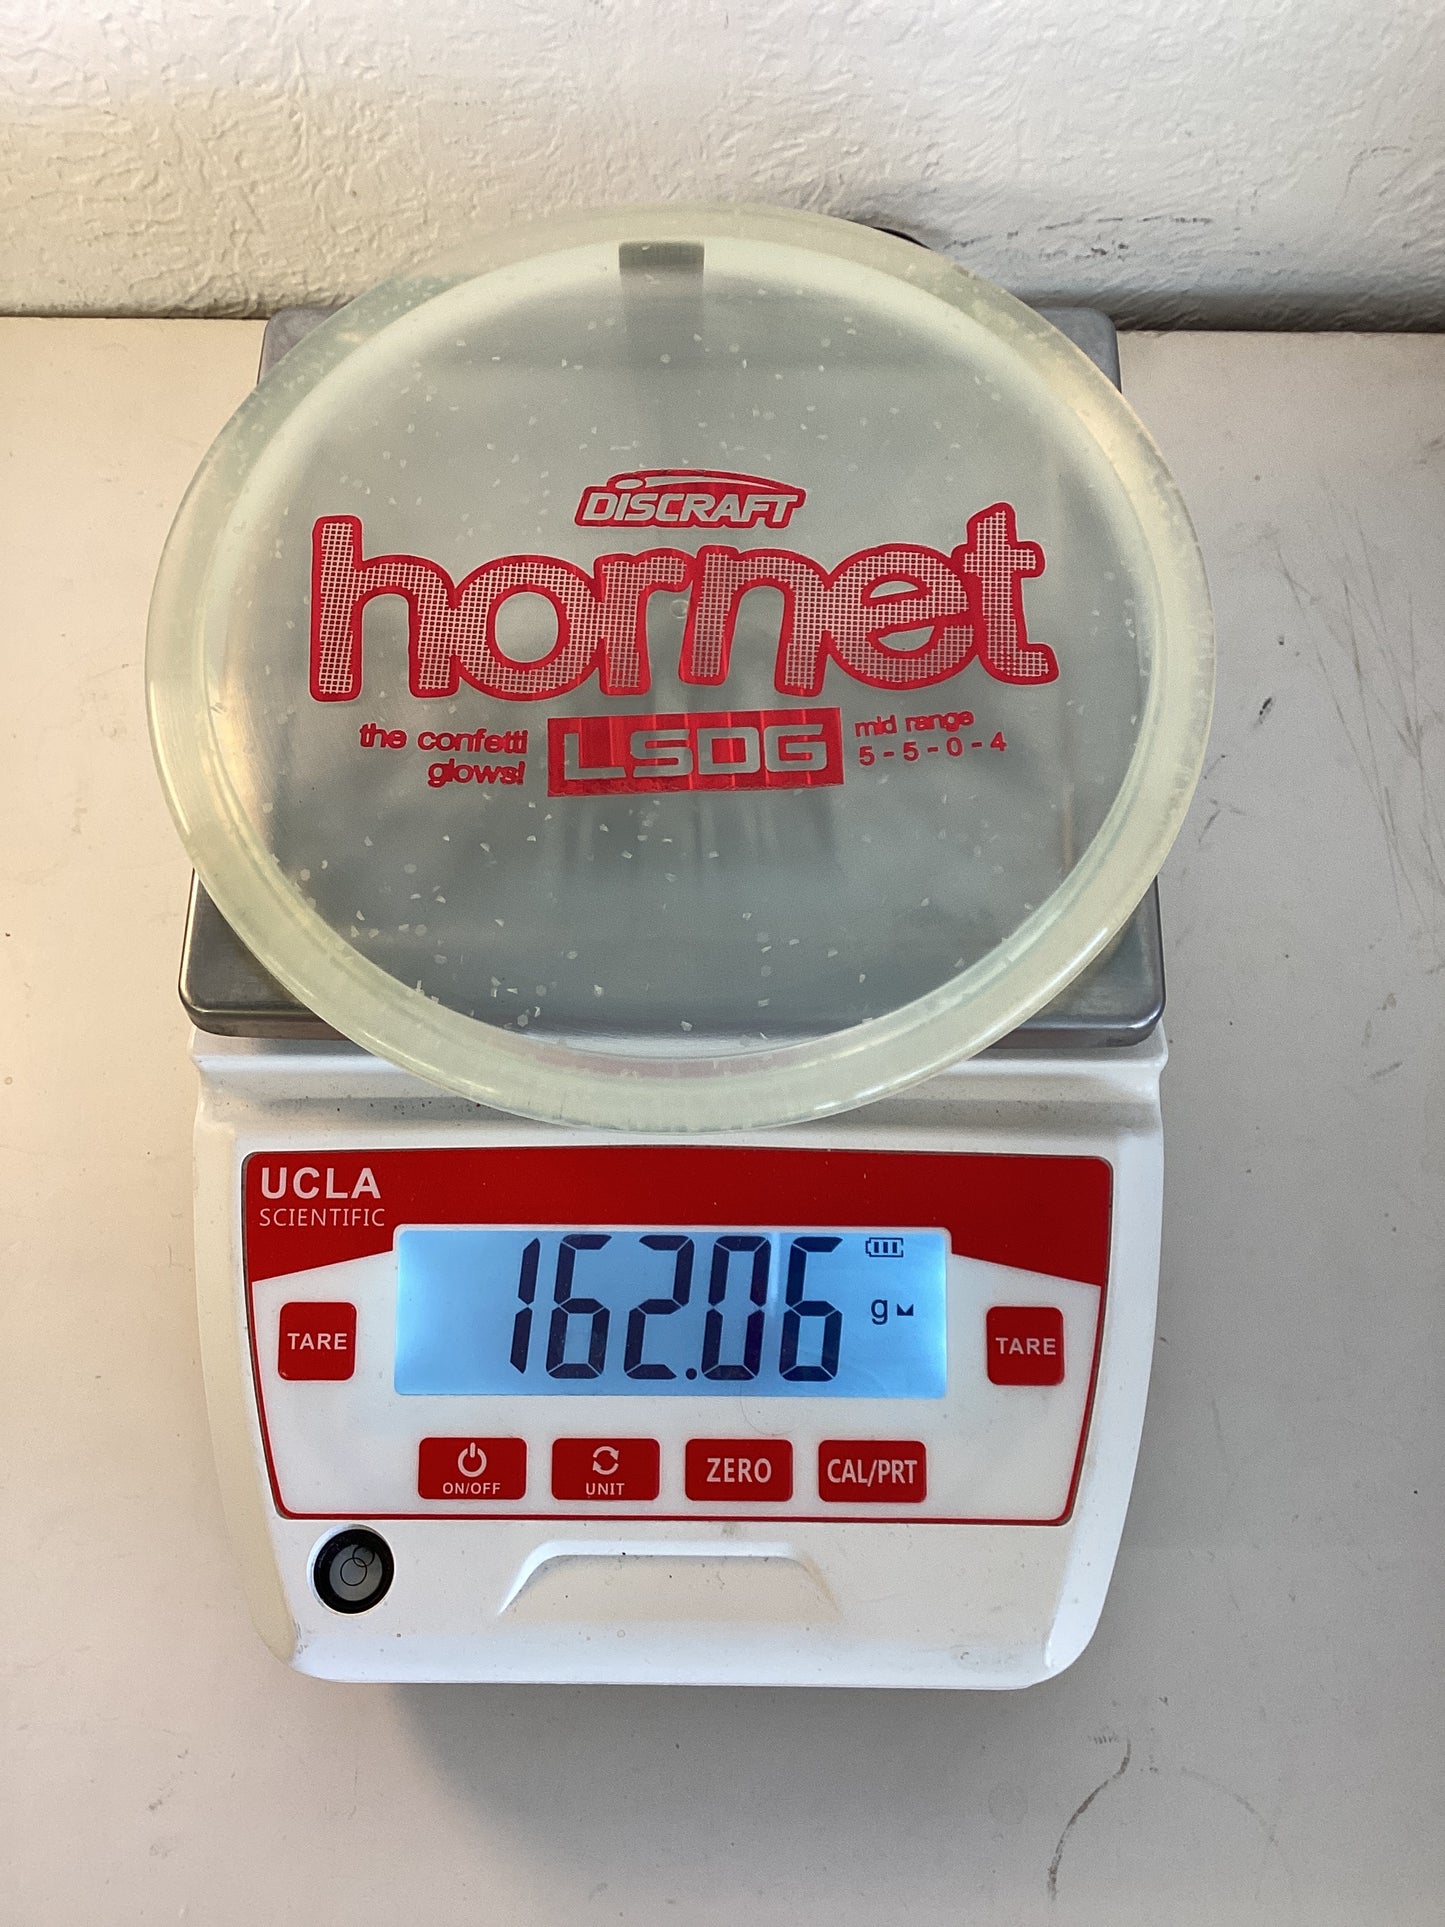 DISCRAFT
hornet
the confetti
glows!
LSDG
mid range
5-5-0-4
UCLA
SCIENTIFIC
162.06
g
TARE
TARE
ON/OFF
UNIT
ZERO
CAL/PRT